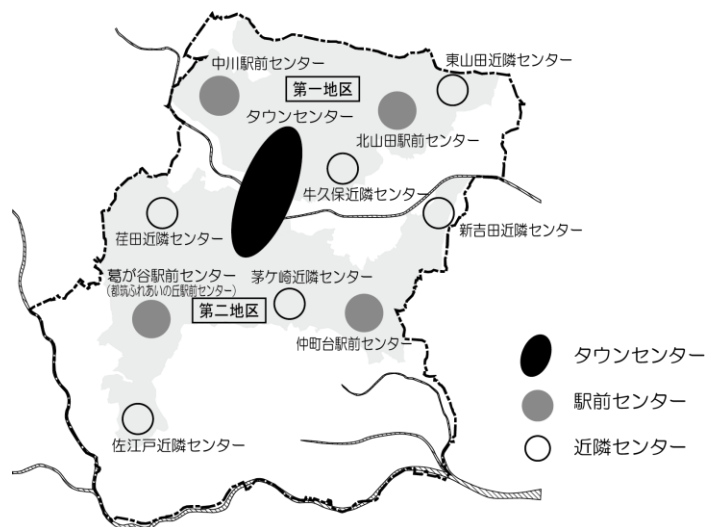 中川駅前センター
東山田近隣センター
第一地区
タウンセンター
北山田駅前センター
牛久保近隣センター
荏田近隣センター
新吉田近隣センター
葛が谷駅前センター
(都筑ふれあいの丘駅前センター)
茅ケ崎近隣センター
第二地区
仲町台駅前センター
佐江戸近隣センター
タウンセンター
駅前センター
近隣センター